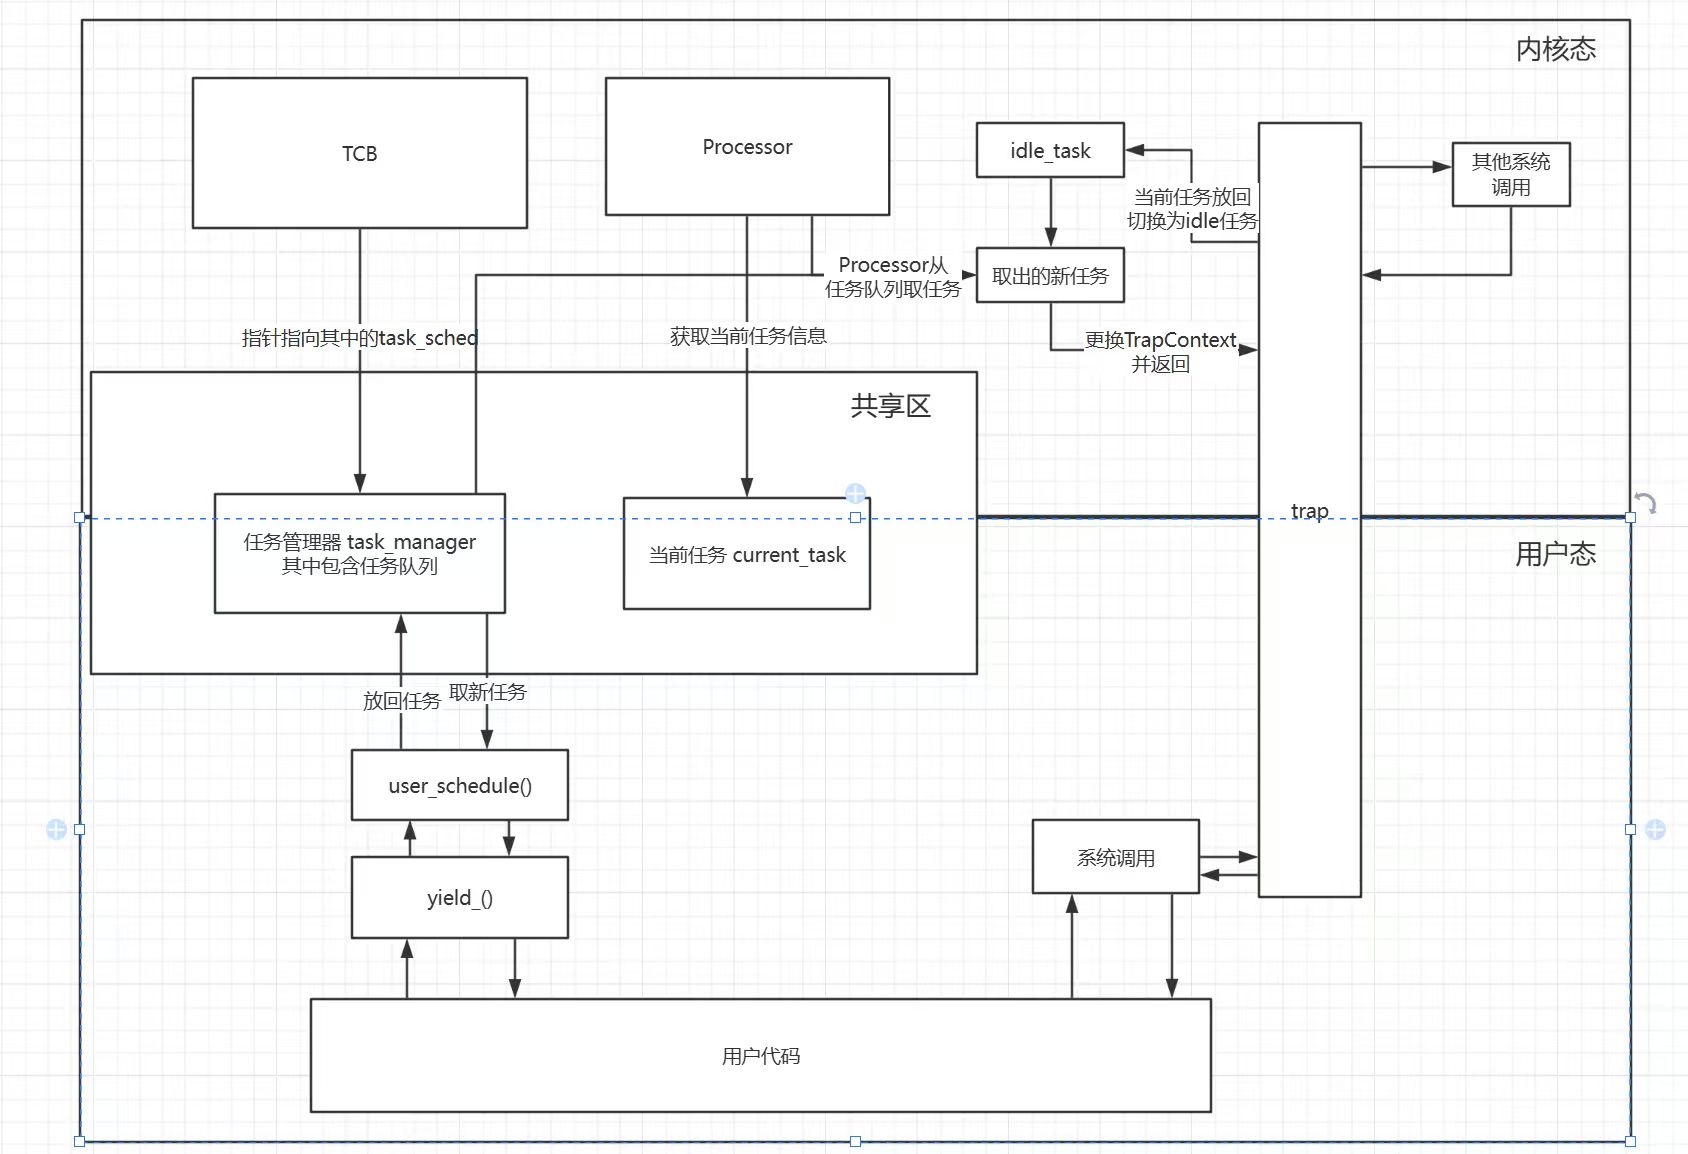 内核态
TCB
Processor
idle_task
其他系统
调用
当前任务放回
切换为idle任务
Processor从
任务队列取任务
取出的新任务
指针指向其中的task_sched
获取当前任务信息
更换TrapContext
并返回
共享区
trap
任务管理器 task_manager
其中包含任务队列
当前任务 current_task
用户态
放回任务
取新任务
user_schedule()
yield_()
系统调用
用户代码